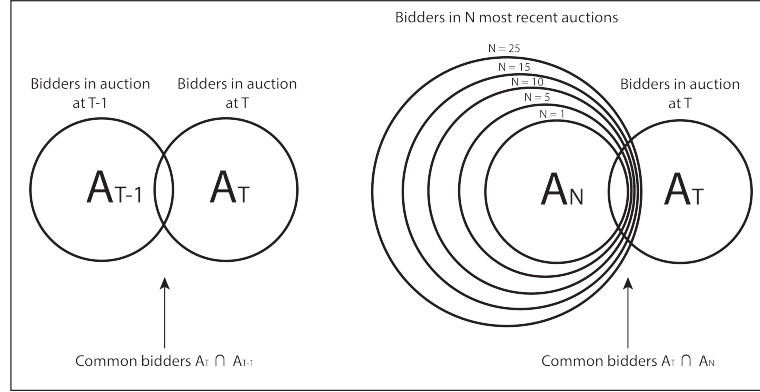 Bidders in N most recent auctions
N = 25
N = 15
N = 10
N = 5
N = 1
Bidders in auction
at T-1
Bidders in auction
at T
Bidders in auction
at T
AT-1
AT
AN
AT
Common bidders AT ∩ AT-1
Common bidders AT ∩ AN